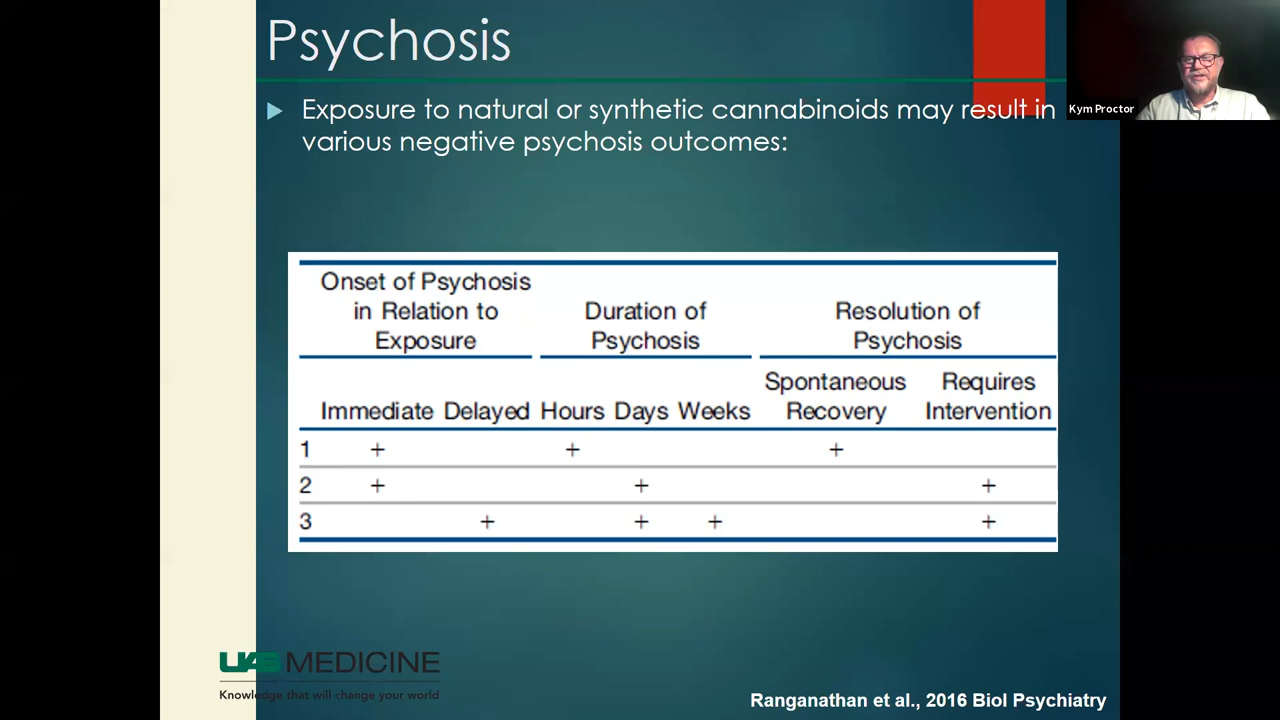 Psychosis
Exposure to natural or synthetic cannabinoids may result in
various negative psychosis outcomes:
Kym Proctor
Onset of Psychosis
in Relation to
Exposure
Duration of
Psychosis
Resolution of
Psychosis
Immediate Delayed Hours Days Weeks Spontaneous Recovery Requires Intervention
1 + + +
2 + + +
3 + + + +
UAB MEDICINE
Knowledge that will change your world
Ranganathan et al., 2016 Biol Psychiatry